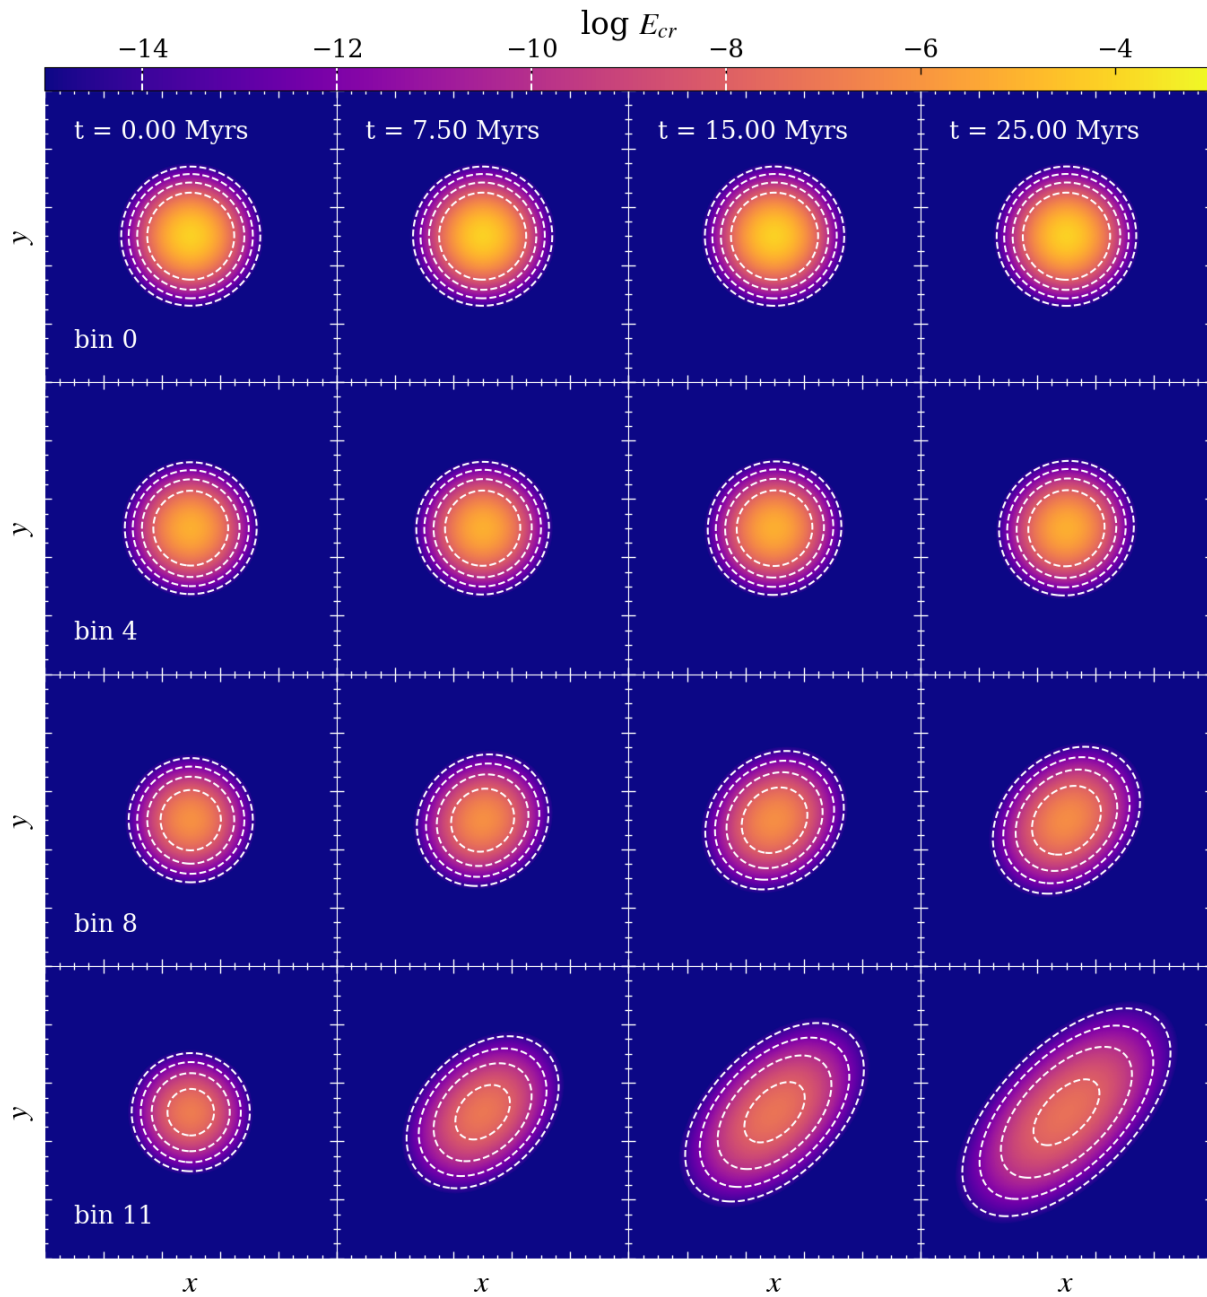 log E_cr
−14 −12 −10 −8 −6 −4
t = 0.00 Myrs t = 7.50 Myrs t = 15.00 Myrs t = 25.00 Myrs
y
bin 0
y
bin 4
y
bin 8
y
bin 11
x x x x